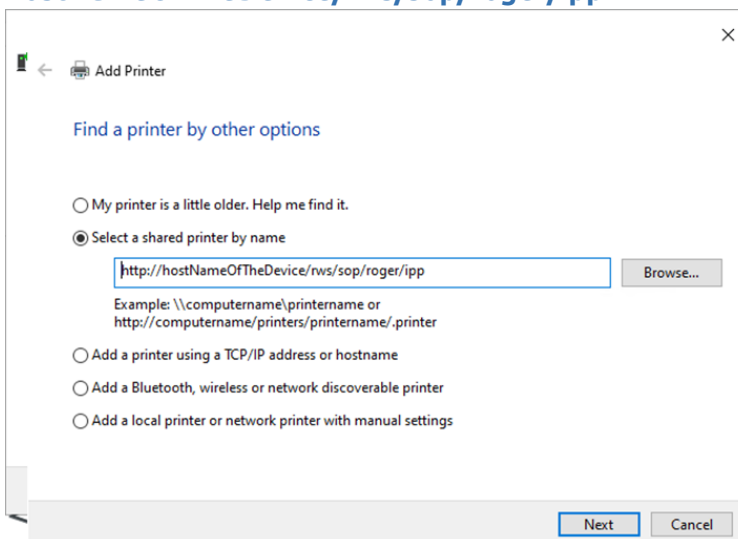 Add Printer
Find a printer by other options
My printer is a little older. Help me find it.
Select a shared printer by name
http://hostNameOfTheDevice/rws/sop/roger/ipp
Browse...
Example: \\computername\printername or
http://computername/printers/printername/.printer
Add a printer using a TCP/IP address or hostname
Add a Bluetooth, wireless or network discoverable printer
Add a local printer or network printer with manual settings
Next
Cancel